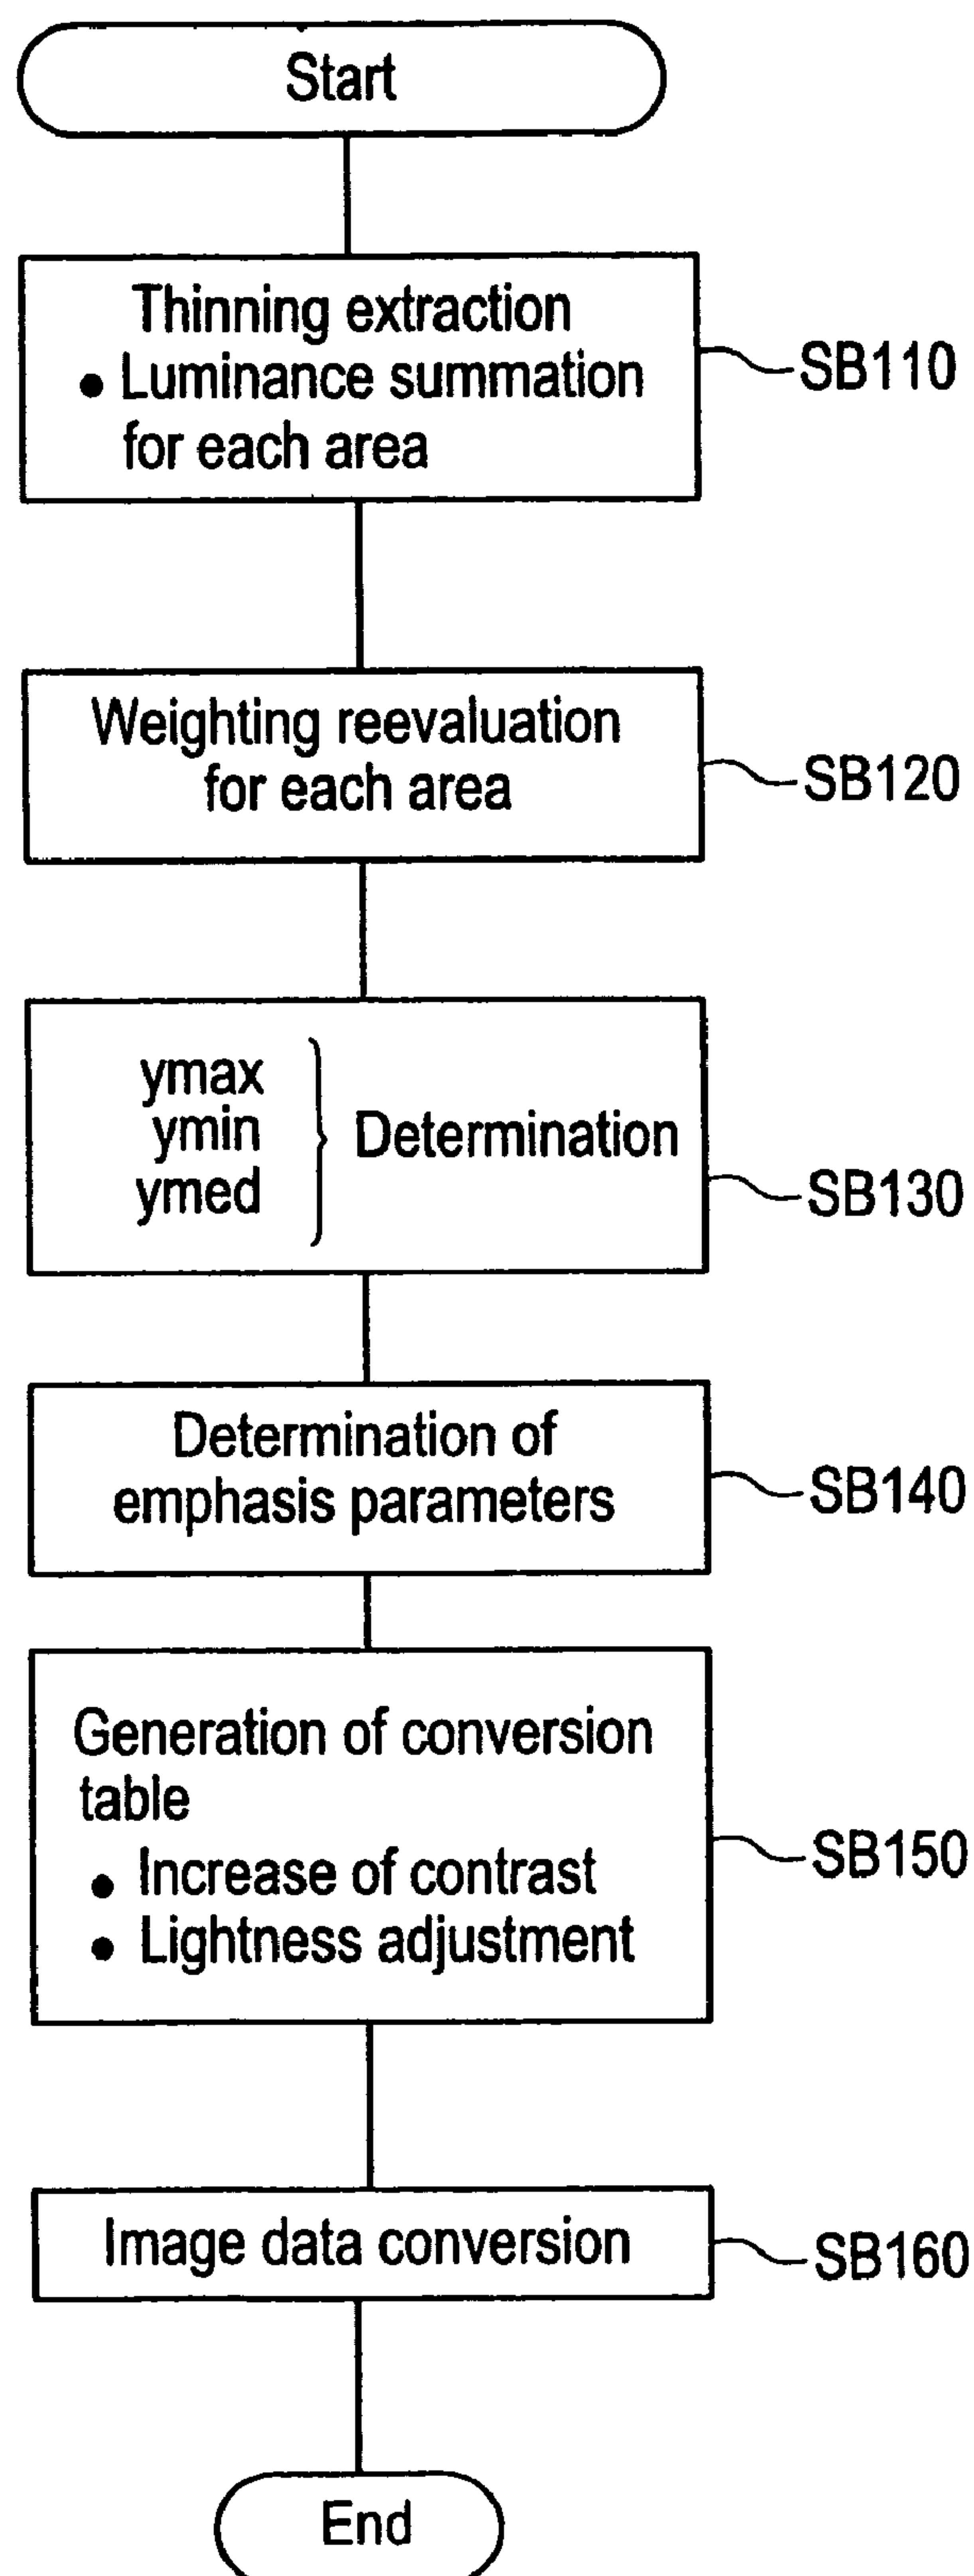 Start
Thinning extraction
• Luminance summation
for each area
SB110
Weighting reevaluation
for each area
SB120
ymax
ymin
ymed
Determination
SB130
Determination of
emphasis parameters
SB140
Generation of conversion
table
• Increase of contrast
• Lightness adjustment
SB150
Image data conversion
SB160
End